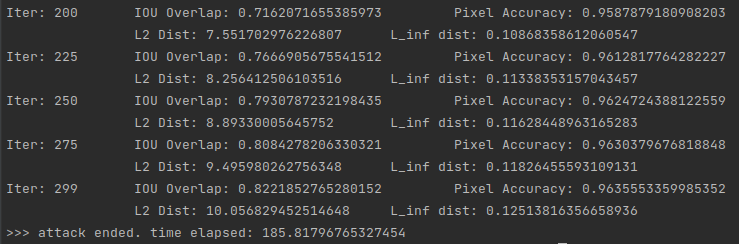 Iter: 200 IOU Overlap: 0.7162071655385973 Pixel Accuracy: 0.9587879180908203
L2 Dist: 7.551702976226807 L_inf dist: 0.10868358612060547
Iter: 225 IOU Overlap: 0.7666905675541512 Pixel Accuracy: 0.9612817764282227
L2 Dist: 8.256412506103516 L_inf dist: 0.11338353157043457
Iter: 250 IOU Overlap: 0.7930787232198435 Pixel Accuracy: 0.9624724388122559
L2 Dist: 8.89330005645752 L_inf dist: 0.11628448963165283
Iter: 275 IOU Overlap: 0.8084278206330321 Pixel Accuracy: 0.9630379676818848
L2 Dist: 9.495980262756348 L_inf dist: 0.11826455593109131
Iter: 299 IOU Overlap: 0.8221852765280152 Pixel Accuracy: 0.9635553359985352
L2 Dist: 10.056829452514648 L_inf dist: 0.12513816356658936
>>> attack ended. time elapsed: 185.81796765327454